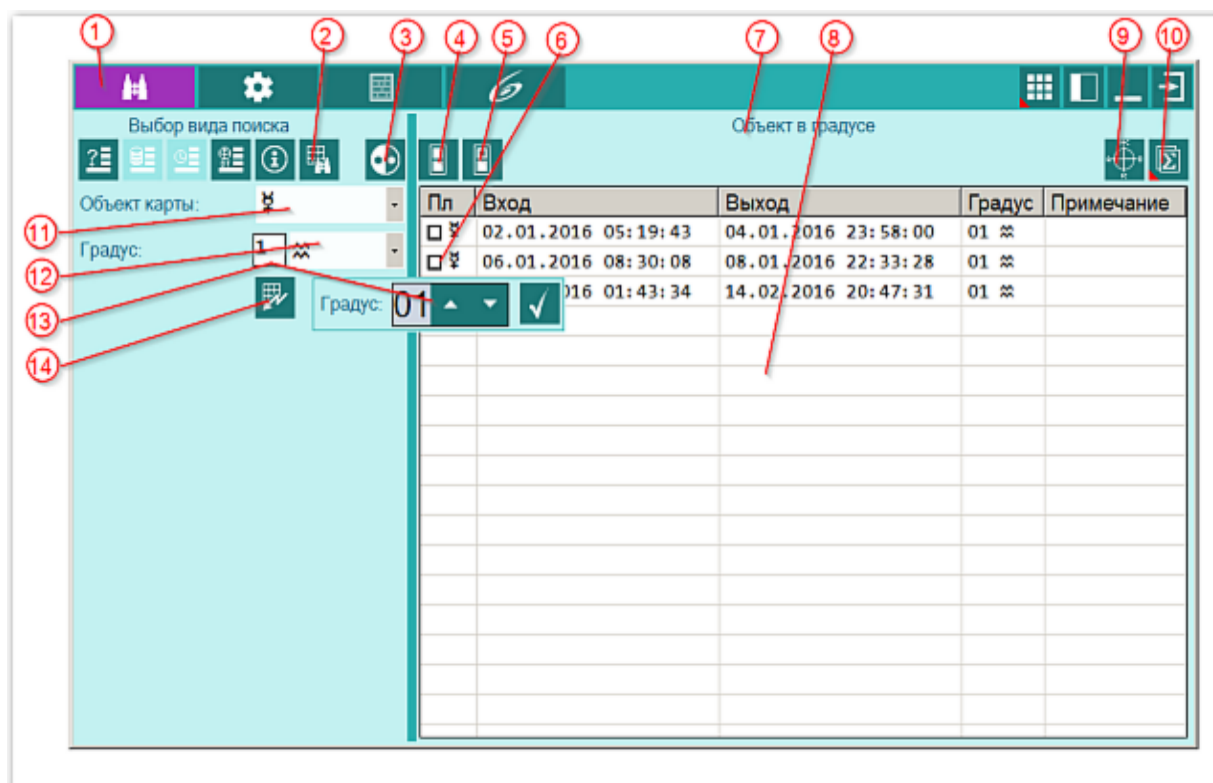 1 2 3 4 5 6 7 8 9 10
Выбор вида поиска
Объект в градусе
Объект карты: ☿
Градус: 1 ♒
Пл Вход Выход Градус Примечание
☿ 02.01.2016 05:19:43 04.01.2016 23:58:00 01 ♒
☿ 06.01.2016 08:30:08 08.01.2016 22:33:28 01 ♒
016 01:43:34 14.02.2016 20:47:31 01 ♒
Градус: 01
11
12
13
14